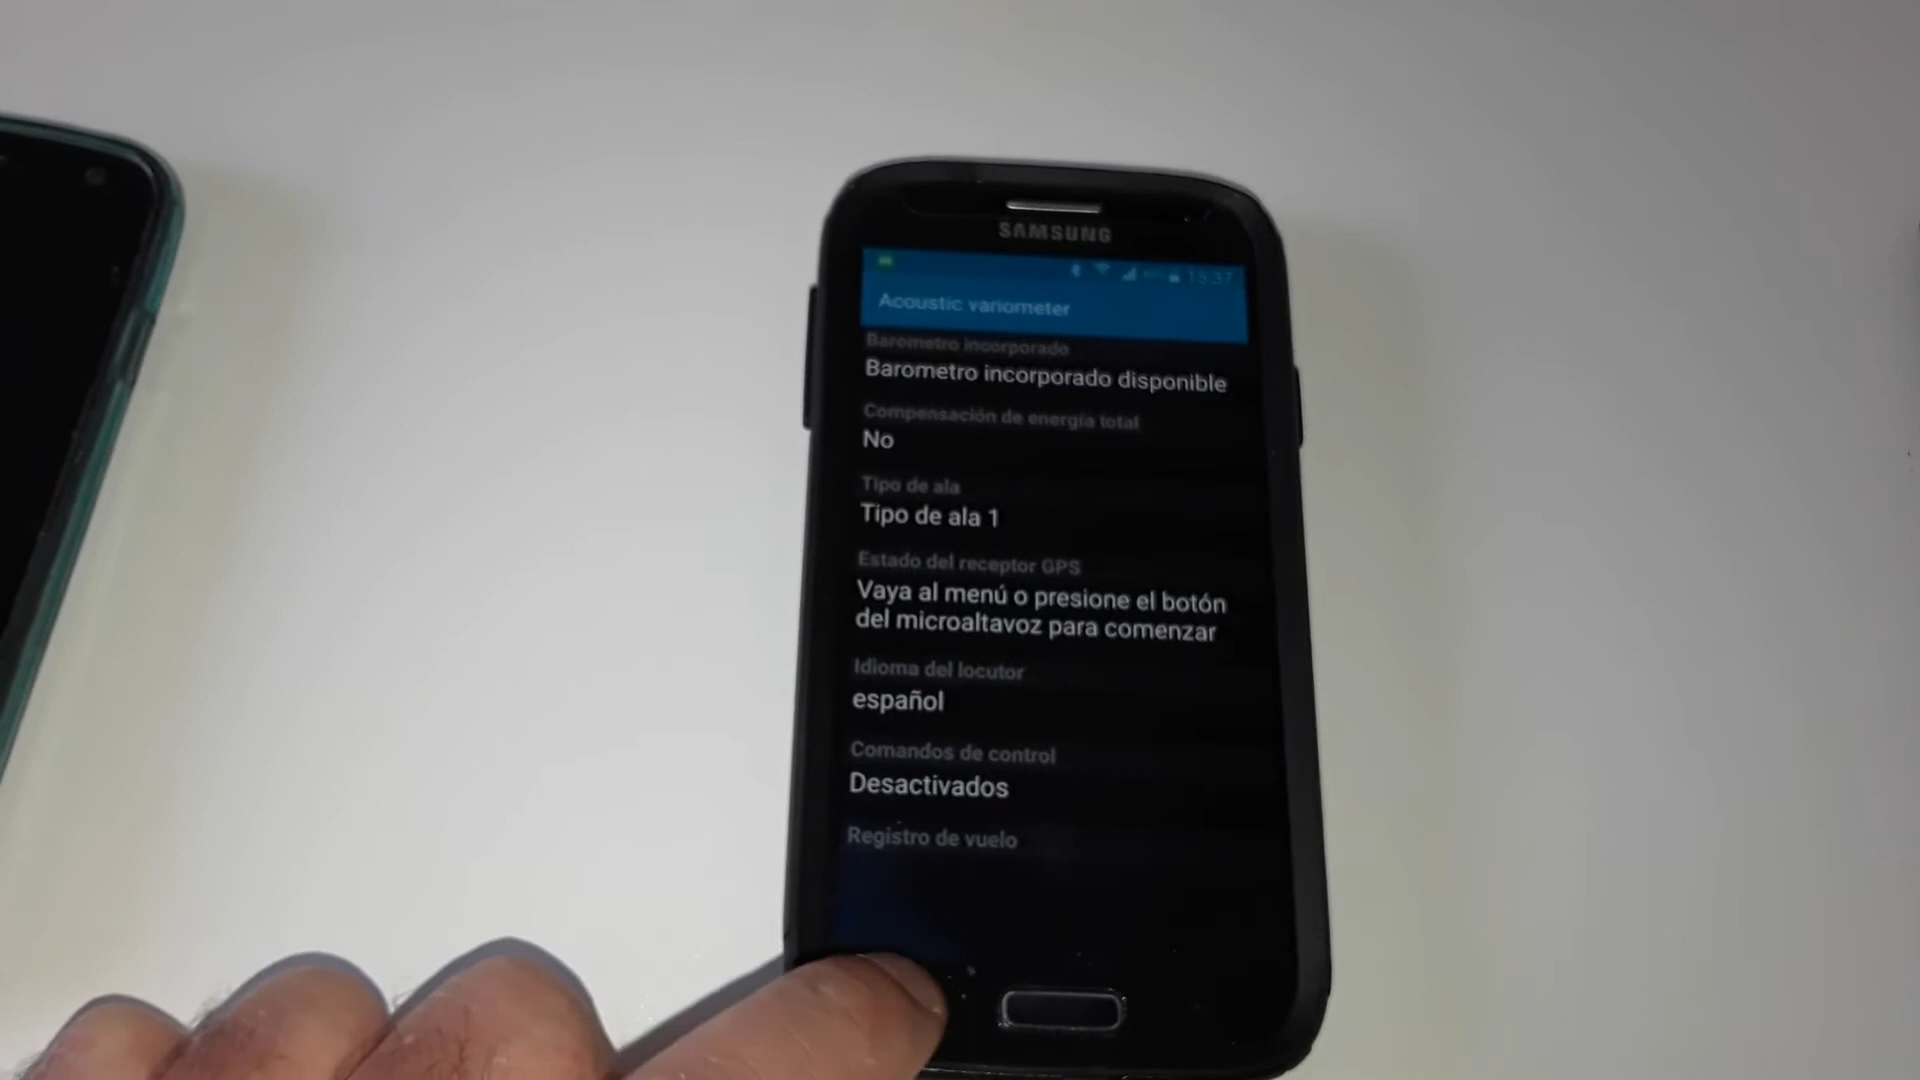 SAMSUNG
15:37
Acoustic variometer
Barometro incorporado
Barometro incorporado disponible
Compensación de energía total
No
Tipo de ala
Tipo de ala 1
Estado del receptor GPS
Vaya al menú o presione el botón
del microaltavoz para comenzar
Idioma del locutor
español
Comandos de control
Desactivados
Registro de vuelo